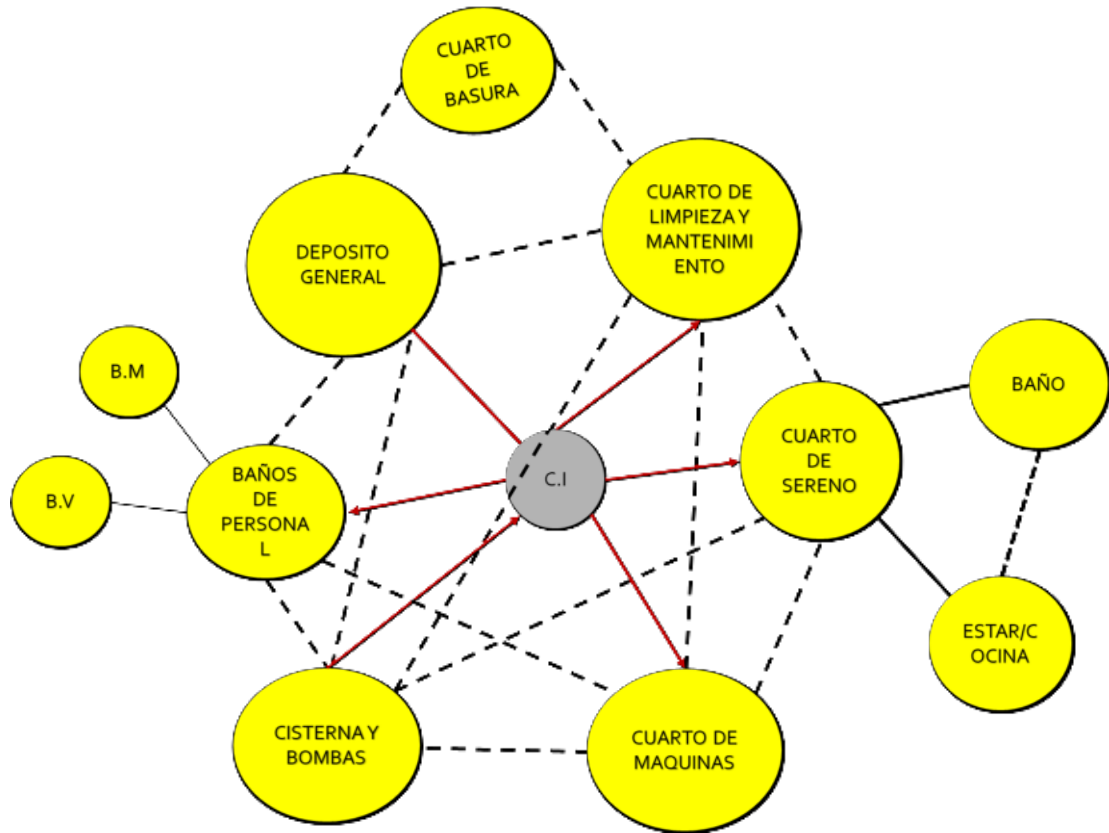 CUARTO
DE
BASURA
CUARTO DE
LIMPIEZA Y
MANTENIMI
ENTO
DEPOSITO
GENERAL
B.M
BAÑO
CUARTO
DE
SERENO
B.V
BAÑOS
DE
PERSONA
L
C.I
ESTAR/C
OCINA
CISTERNA Y
BOMBAS
CUARTO DE
MAQUINAS